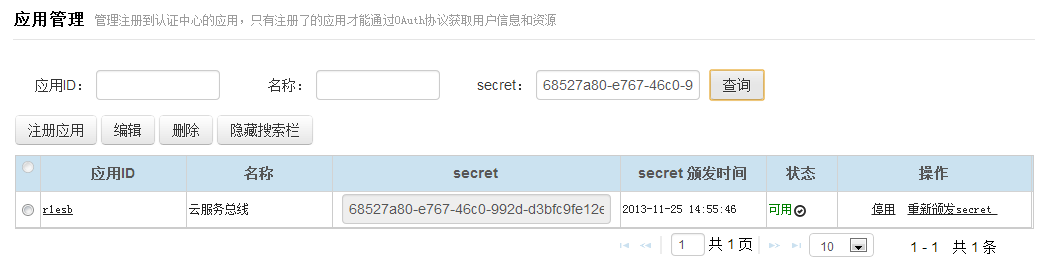 应用管理 管理注册到认证中心的应用，只有注册了的应用才能通过OAuth协议获取用户信息和资源
应用ID： 名称： secret： 68527a80-e767-46c0-9 查询
注册应用 编辑 删除 隐藏搜索栏
应用ID 名称 secret secret 颁发时间 状态 操作
r1esb 云服务总线 68527a80-e767-46c0-992d-d3bfc9fe12e 2013-11-25 14:55:46 可用 停用 重新颁发secret
1 共 1 页 10 1 - 1 共 1 条